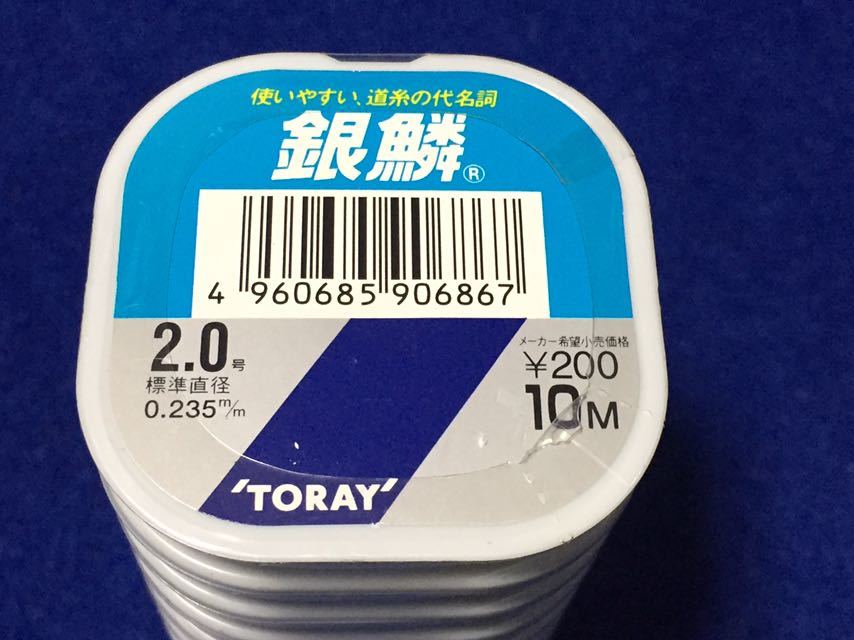 使いやすい、道糸の代名詞
銀鱗®
4 960685 906867
2.0号
標準直径
0.235m/m
メーカー希望小売価格
¥200
10M
'TORAY'